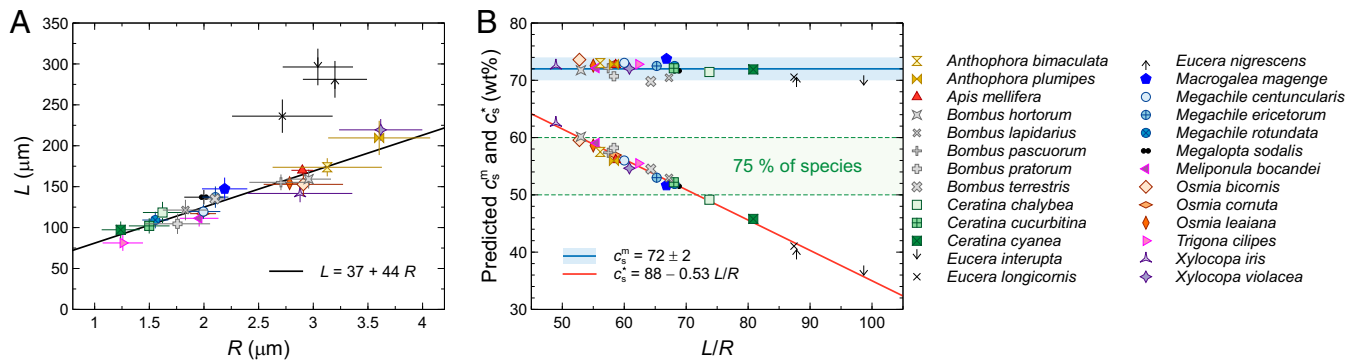 A
L (μm)
350
300
250
200
150
100
50
0
L = 37 + 44 R
1
1.5
2
2.5
3
3.5
4
R (μm)
B
Predicted c_s^m and c_s^* (wt%)
80
70
60
50
40
30
75 % of species
c_s^m = 72 ± 2
c_s^* = 88 − 0.53 L/R
50
60
70
80
90
100
L/R
Anthophora bimaculata
Anthophora plumipes
Apis mellifera
Bombus hortorum
Bombus lapidarius
Bombus pascuorum
Bombus pratorum
Bombus terrestris
Ceratina chalybea
Ceratina cucurbitina
Ceratina cyanea
Eucera interupta
Eucera longicornis
Eucera nigrescens
Macrogalea magenge
Megachile centuncularis
Megachile ericetorum
Megachile rotundata
Megalopta sodalis
Meliponula bocandei
Osmia bicornis
Osmia cornuta
Osmia leaiana
Trigona cilipes
Xylocopa iris
Xylocopa violacea